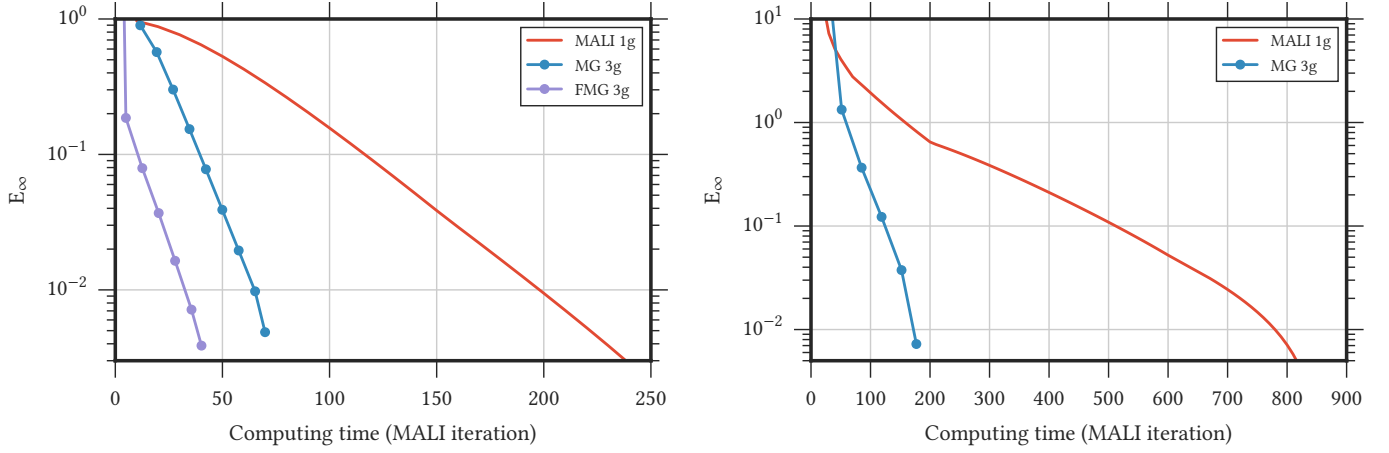 10^0
10^−1
10^−2
E∞
MALI 1g
MG 3g
FMG 3g
0 50 100 150 200 250
Computing time (MALI iteration)
10^1
10^0
10^−1
10^−2
E∞
MALI 1g
MG 3g
0 100 200 300 400 500 600 700 800 900
Computing time (MALI iteration)